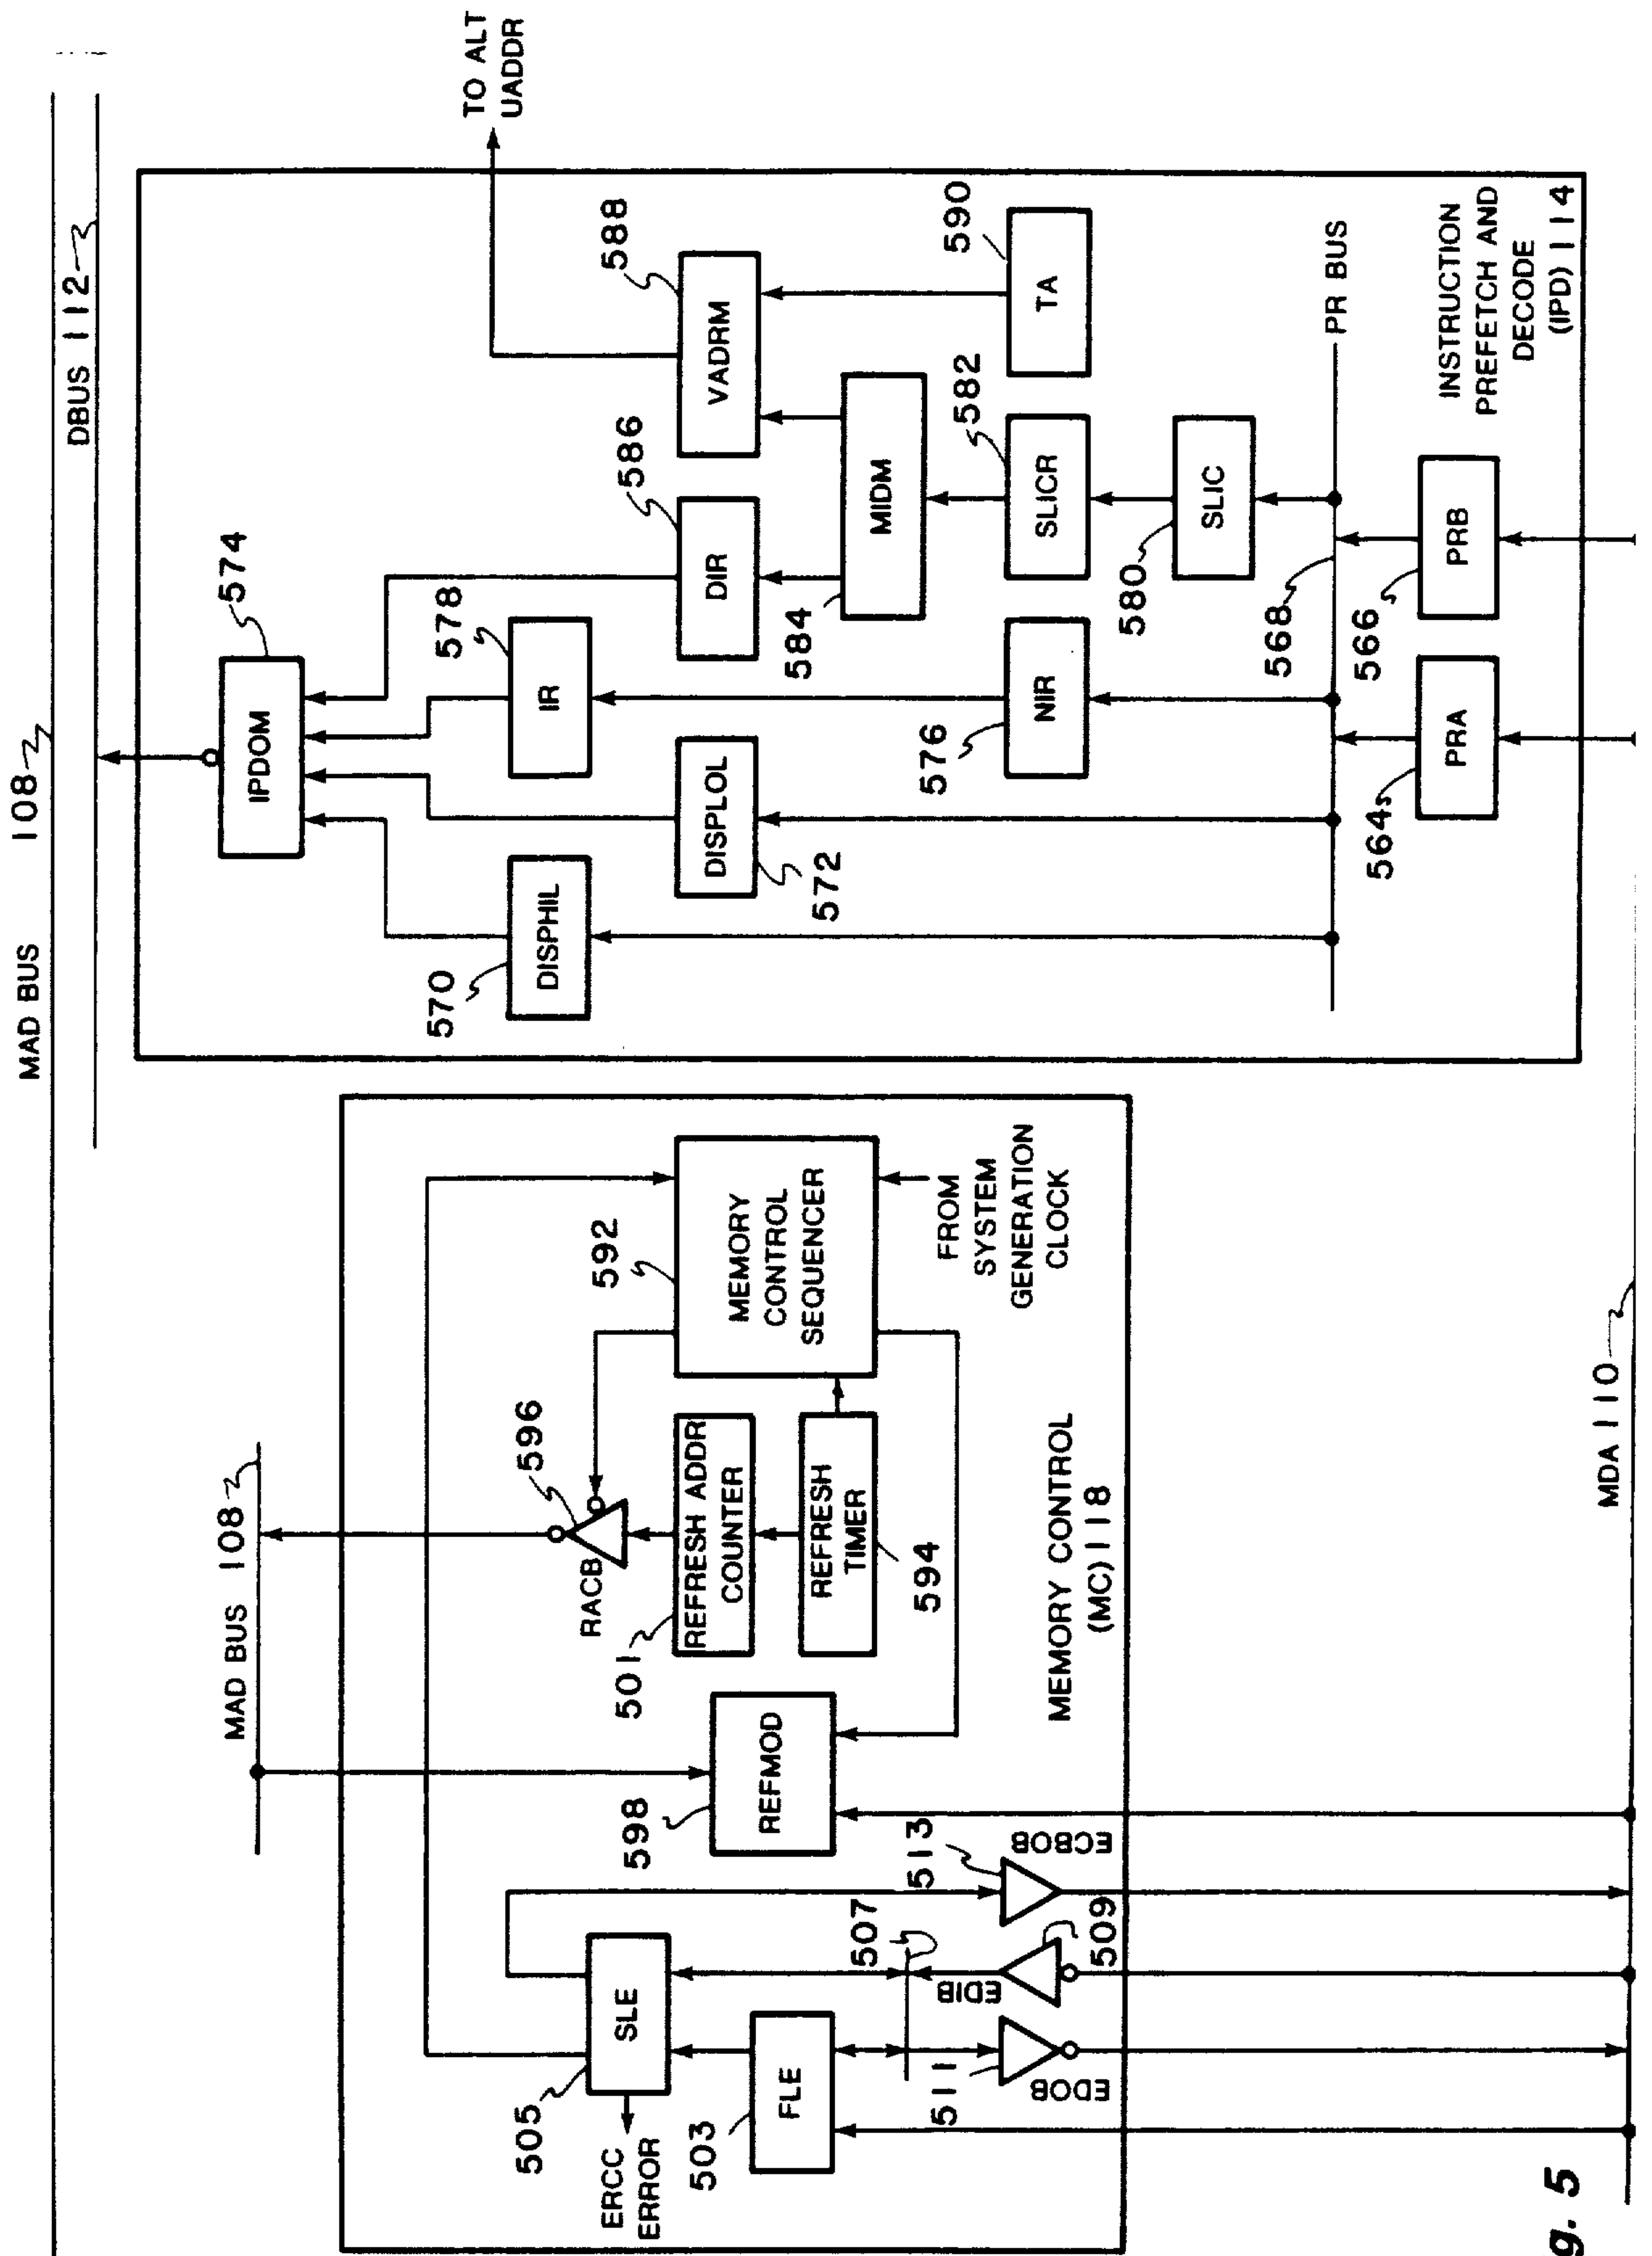 MAD BUS 108
DBUS 112
TO ALT
UADDR
574
IPDOM
570
DISPHIL
572
DISPLOL
578
IR
586
DIR
588
VADRM
584
MIDM
576
NIR
582
SLICR
590
TA
580
SLIC
568
PR BUS
564
PRA
566
PRB
INSTRUCTION
PREFETCH AND
DECODE
(IPD) 114
MAD BUS 108
596
RACB
592
MEMORY
CONTROL
SEQUENCER
501
REFRESH ADDR
COUNTER
REFRESH
TIMER
594
FROM
SYSTEM
GENERATION
CLOCK
598
REFMOD
505
SLE
ERCC
ERROR
503
FLE
507
513
ECBOB
EDIB
509
511
EDOB
MEMORY CONTROL
(MC) 118
MDA 110
g. 5